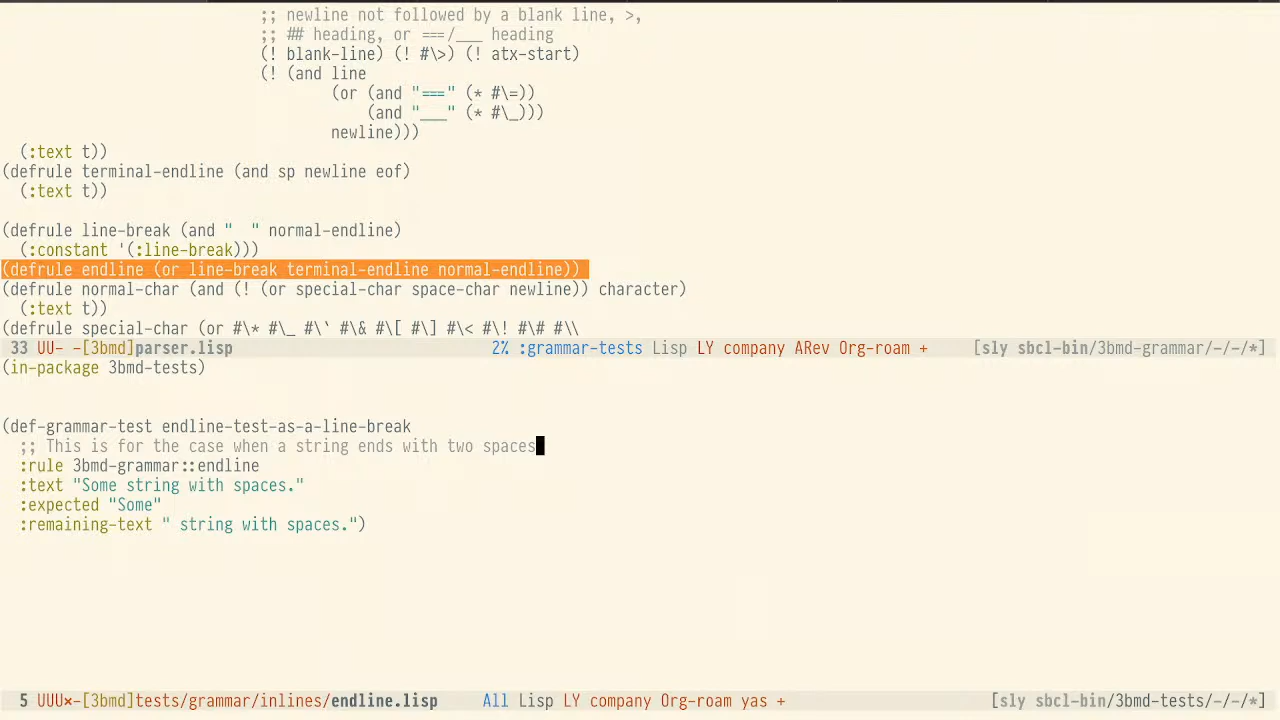 ;; newline not followed by a blank line, >,
;; ## heading, or ===/___ heading
(! blank-line) (! #\>) (! atx-start)
(! (and line
(or (and "===" (* #\=))
(and "___" (* #\_)))
newline)))
(:text t))
(defrule terminal-endline (and sp newline eof)
(:text t))
(defrule line-break (and "  " normal-endline)
(:constant '(:line-break)))
(defrule endline (or line-break terminal-endline normal-endline))
(defrule normal-char (and (! (or special-char space-char newline)) character)
(:text t))
(defrule special-char (or #\* #\_ #\` #\& #\[ #\] #\< #\! #\# #\\
33 UU- -[3bmd]parser.lisp 2% :grammar-tests Lisp LY company ARev Org-roam + [sly sbcl-bin/3bmd-grammar/-/-/*]
(in-package 3bmd-tests)
(def-grammar-test endline-test-as-a-line-break
;; This is for the case when a string ends with two spaces
:rule 3bmd-grammar::endline
:text "Some string with spaces."
:expected "Some"
:remaining-text " string with spaces.")
5 UUU×-[3bmd]tests/grammar/inlines/endline.lisp All Lisp LY company Org-roam yas + [sly sbcl-bin/3bmd-tests/-/-/*]